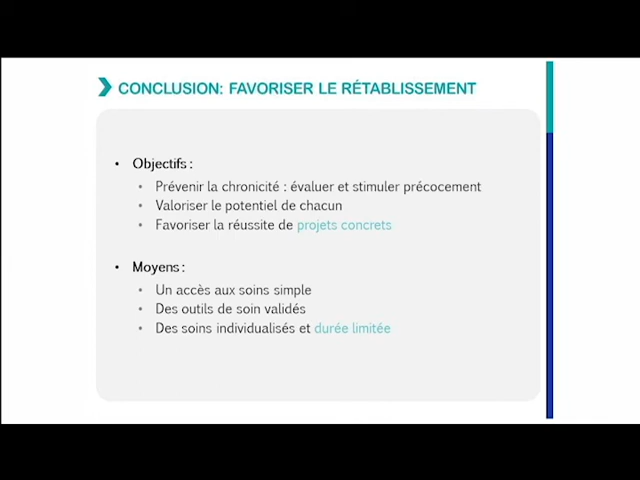 CONCLUSION: FAVORISER LE RÉTABLISSEMENT
• Objectifs :
• Prévenir la chronicité : évaluer et stimuler précocement
• Valoriser le potentiel de chacun
• Favoriser la réussite de projets concrets
• Moyens :
• Un accès aux soins simple
• Des outils de soin validés
• Des soins individualisés et durée limitée